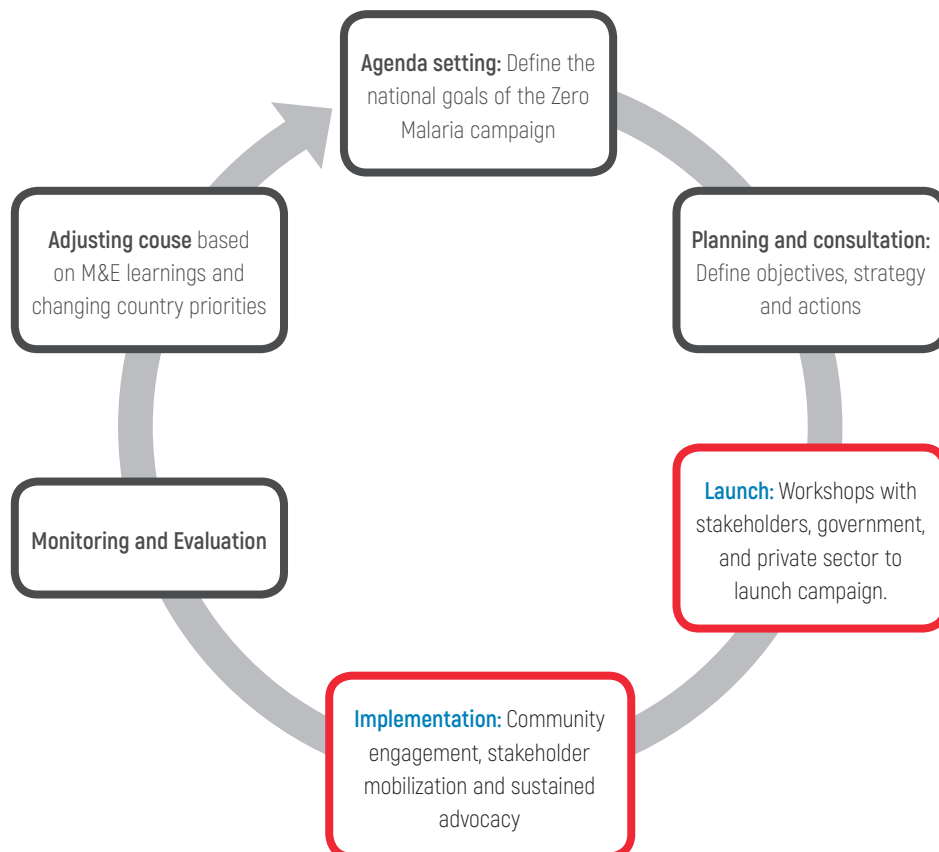 Agenda setting: Define the
national goals of the Zero
Malaria campaign
Planning and consultation:
Define objectives, strategy
and actions
Launch: Workshops with
stakeholders, government,
and private sector to
launch campaign.
Implementation: Community
engagement, stakeholder
mobilization and sustained
advocacy
Monitoring and Evaluation
Adjusting couse based
on M&E learnings and
changing country priorities